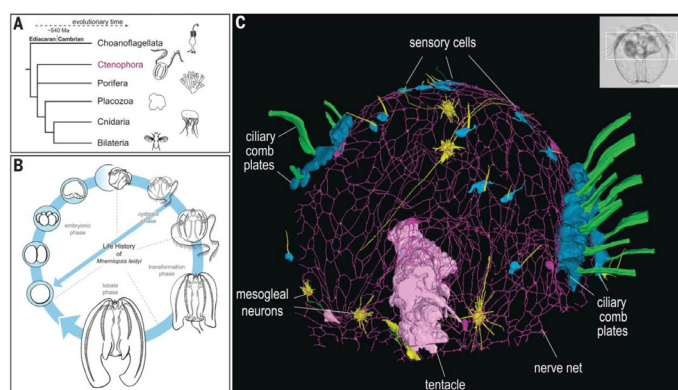 A
evolutionary time
~540 Ma
Ediacaran Cambrian
Choanoflagellata
Ctenophora
Porifera
Placozoa
Cnidaria
Bilateria
B
embryonic
phase
cydippid
phase
Life History
of
Mnemiopsis leidyi
transformation
phase
lobate
phase
C
sensory cells
ciliary
comb
plates
mesogleal
neurons
tentacle
nerve net
ciliary
comb
plates